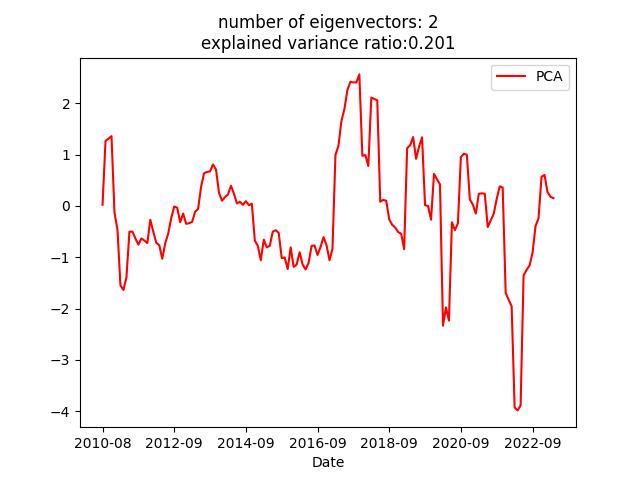 number of eigenvectors: 2
explained variance ratio:0.201
PCA
2
1
0
−1
−2
−3
−4
2010-08 2012-09 2014-09 2016-09 2018-09 2020-09 2022-09
Date